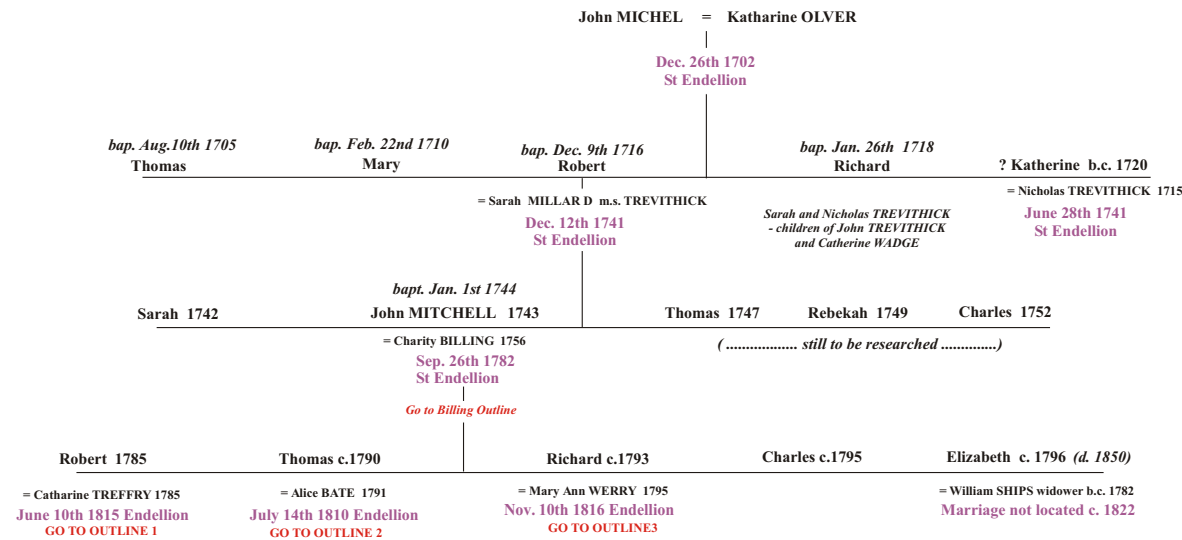 John MICHEL = Katharine OLVER
Dec. 26th 1702
St Endellion
bap. Aug.10th 1705
Thomas
bap. Feb. 22nd 1710
Mary
bap. Dec. 9th 1716
Robert
bap. Jan. 26th 1718
Richard
? Katherine b.c. 1720
= Sarah MILLAR D m.s. TREVITHICK
Dec. 12th 1741
St Endellion
Sarah and Nicholas TREVITHICK
- children of John TREVITHICK
and Catherine WADGE
= Nicholas TREVITHICK 1715
June 28th 1741
St Endellion
Sarah 1742
bapt. Jan. 1st 1744
John MITCHELL 1743
Thomas 1747
Rebekah 1749
Charles 1752
= Charity BILLING 1756
Sep. 26th 1782
St Endellion
( .................. still to be researched .............)
Go to Billing Outline
Robert 1785
Thomas c.1790
Richard c.1793
Charles c.1795
Elizabeth c. 1796 (d. 1850)
= Catharine TREFFRY 1785
June 10th 1815 Endellion
GO TO OUTLINE 1
= Alice BATE 1791
July 14th 1810 Endellion
GO TO OUTLINE 2
= Mary Ann WERRY 1795
Nov. 10th 1816 Endellion
GO TO OUTLINE3
= William SHIPS widower b.c. 1782
Marriage not located c. 1822